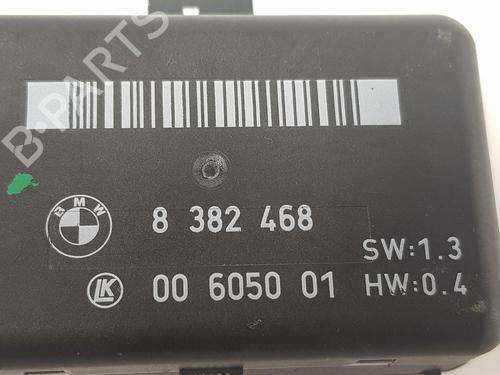 B-PARTS
BMW
8 382 468
SW:1.3
LK
00 6050 01
HW:0.4